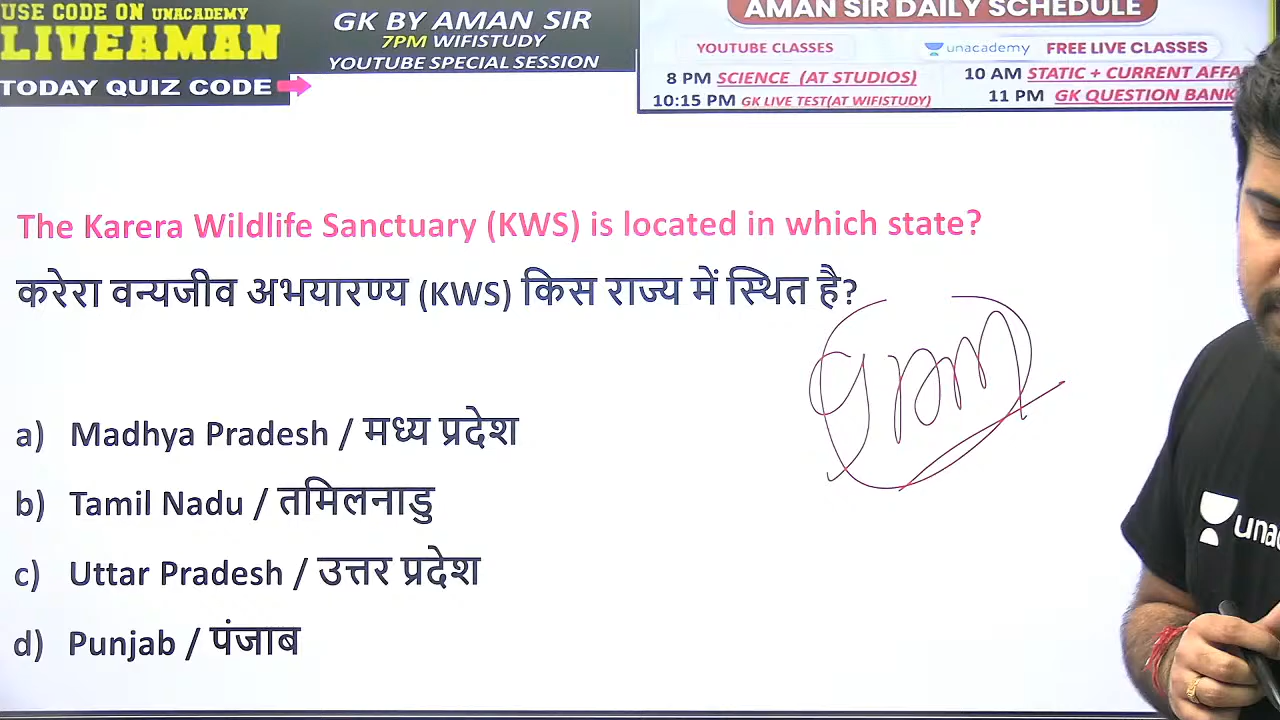 USE CODE ON UNACADEMY
LIVEAMAN
TODAY QUIZ CODE
GK BY AMAN SIR
7PM WIFISTUDY
YOUTUBE SPECIAL SESSION
AMAN SIR DAILY SCHEDULE
YOUTUBE CLASSES
8 PM SCIENCE (AT STUDIOS)
10:15 PM GK LIVE TEST(AT WIFISTUDY)
unacademy FREE LIVE CLASSES
10 AM STATIC + CURRENT AFFA
11 PM GK QUESTION BANK
The Karera Wildlife Sanctuary (KWS) is located in which state?
करेरा वन्यजीव अभयारण्य (KWS) किस राज्य में स्थित है?
a) Madhya Pradesh / मध्य प्रदेश
b) Tamil Nadu / तमिलनाडु
c) Uttar Pradesh / उत्तर प्रदेश
d) Punjab / पंजाब
unac